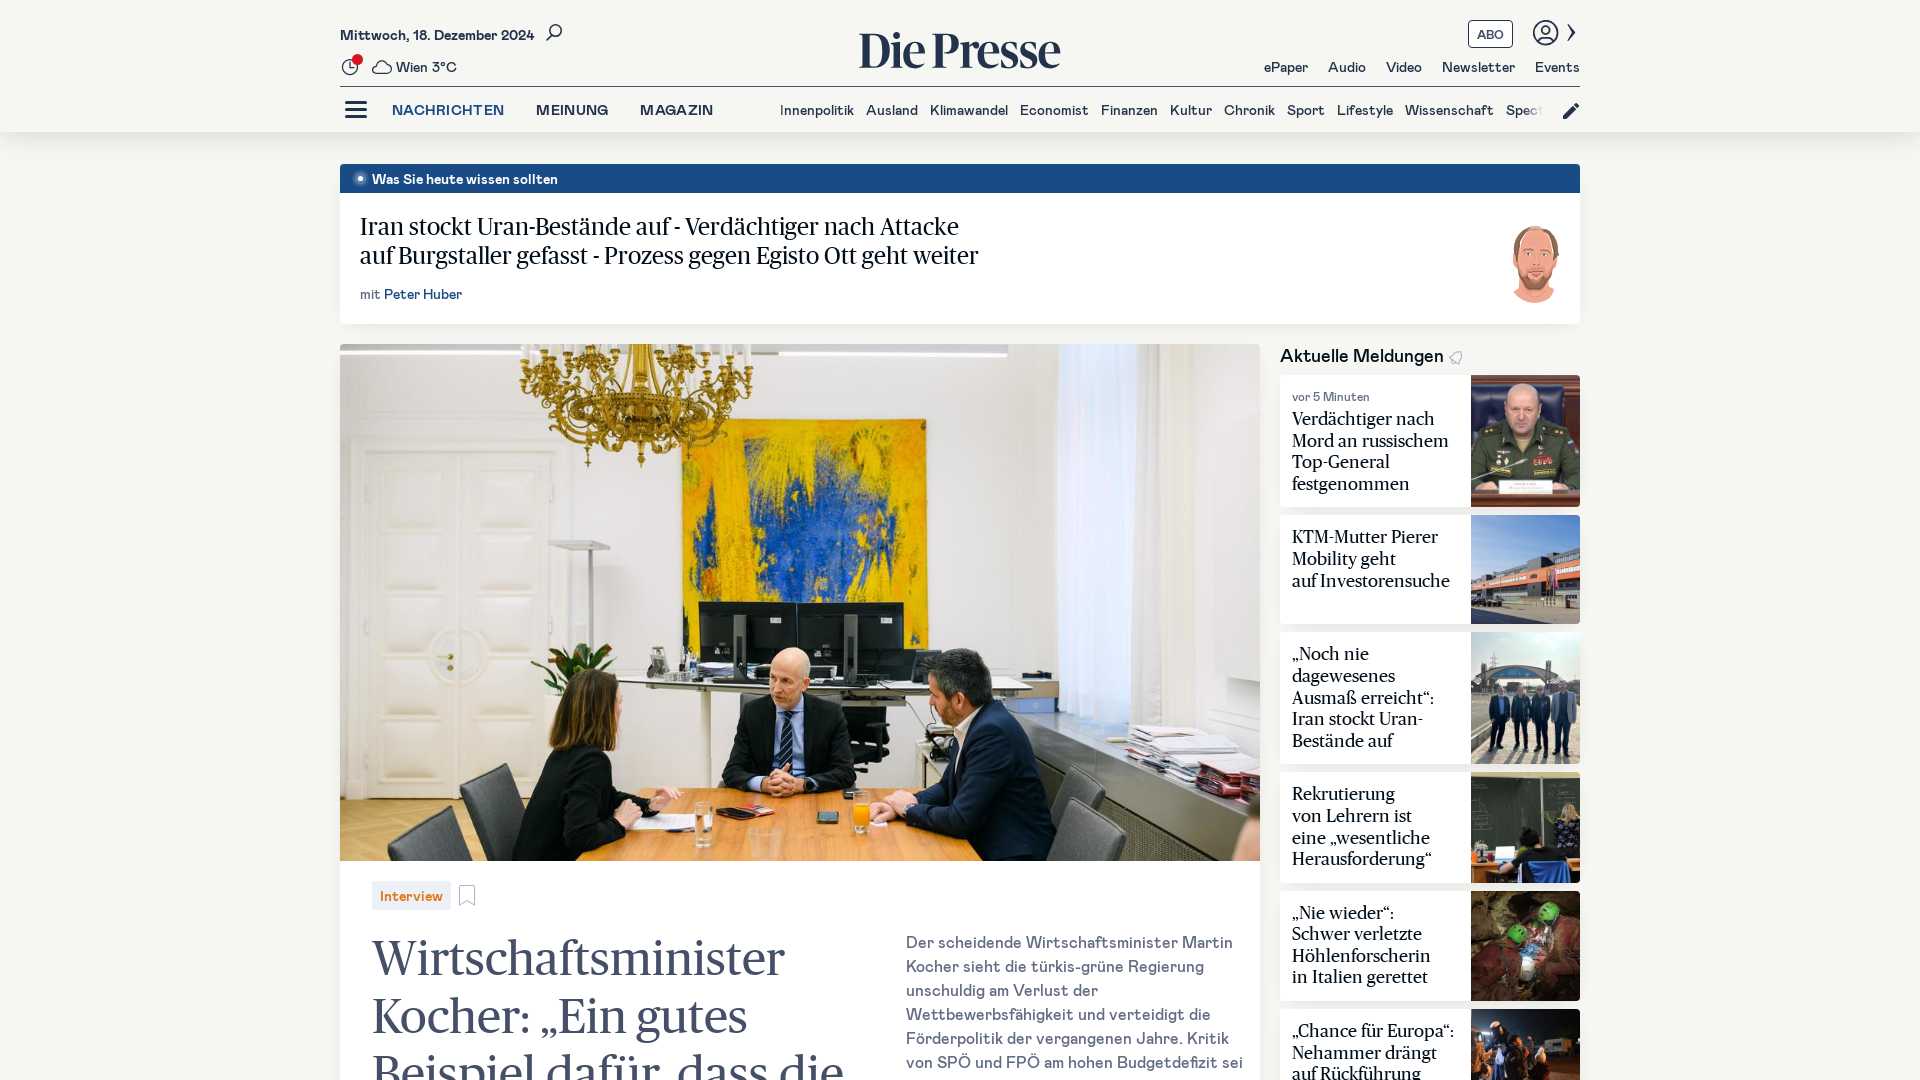 Mittwoch, 18. Dezember 2024
Wien 3°C
Die Presse
ABO
ePaper Audio Video Newsletter Events
NACHRICHTEN MEINUNG MAGAZIN
Innenpolitik Ausland Klimawandel Economist Finanzen Kultur Chronik Sport Lifestyle Wissenschaft Spect
Was Sie heute wissen sollten
Iran stockt Uran-Bestände auf - Verdächtiger nach Attacke
auf Burgstaller gefasst - Prozess gegen Egisto Ott geht weiter
mit Peter Huber
Interview
Wirtschaftsminister
Kocher: „Ein gutes
Beispiel dafür, dass die
Der scheidende Wirtschaftsminister Martin
Kocher sieht die türkis-grüne Regierung
unschuldig am Verlust der
Wettbewerbsfähigkeit und verteidigt die
Förderpolitik der vergangenen Jahre. Kritik
von SPÖ und FPÖ am hohen Budgetdefizit sei
Aktuelle Meldungen
vor 5 Minuten
Verdächtiger nach
Mord an russischem
Top-General
festgenommen
KTM-Mutter Pierer
Mobility geht
auf Investorensuche
„Noch nie
dagewesenes
Ausmaß erreicht“:
Iran stockt Uran-
Bestände auf
Rekrutierung
von Lehrern ist
eine „wesentliche
Herausforderung“
„Nie wieder“:
Schwer verletzte
Höhlenforscherin
in Italien gerettet
„Chance für Europa“:
Nehammer drängt
auf Rückführung